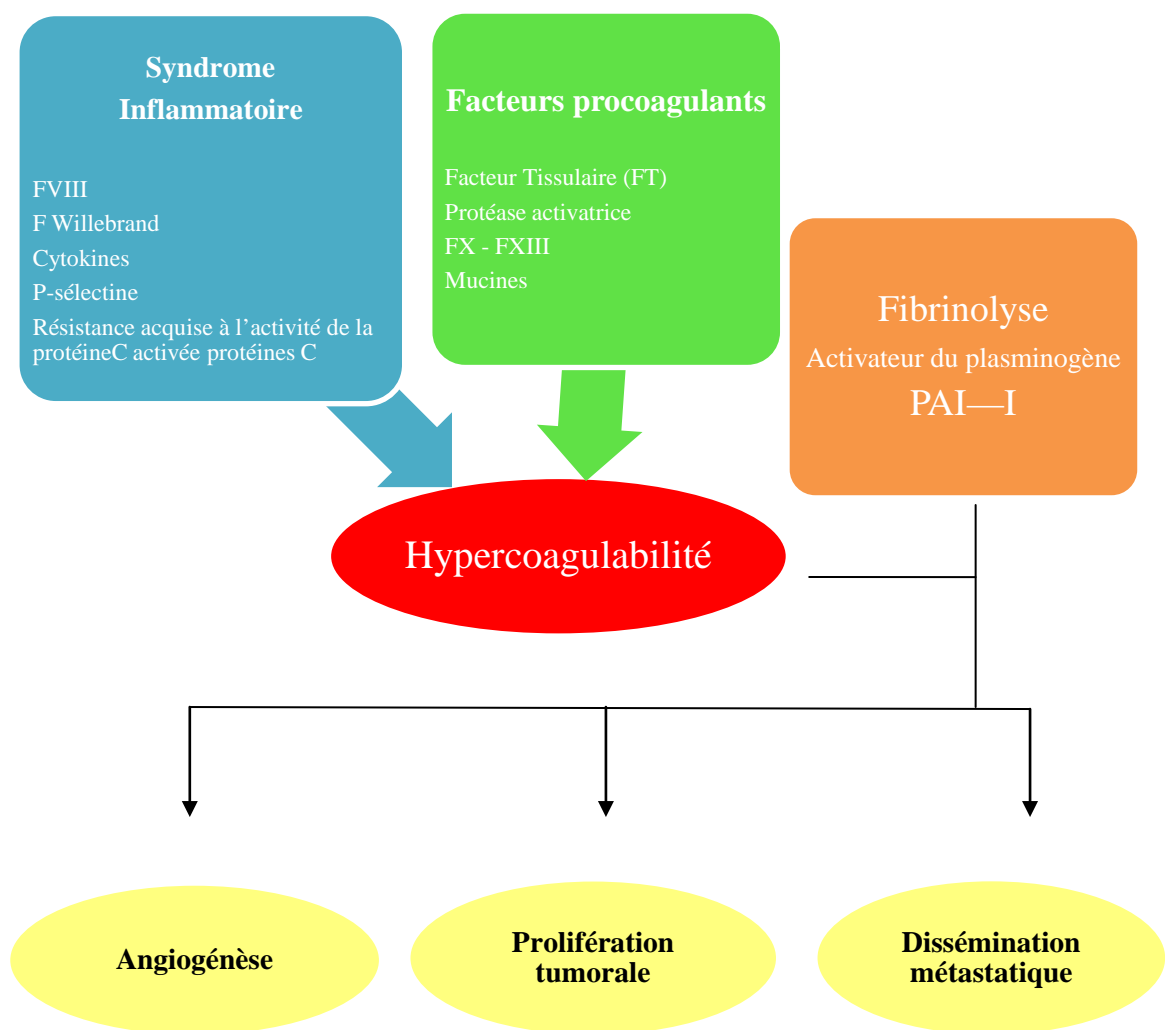 Syndrome
Inflammatoire
FVIII
F Willebrand
Cytokines
P-sélectine
Résistance acquise à l'activité de la
protéineC activée protéines C
Facteurs procoagulants
Facteur Tissulaire (FT)
Protéase activatrice
FX - FXIII
Mucines
Fibrinolyse
Activateur du plasminogène
PAI—I
Hypercoagulabilité
Angiogénèse
Prolifération
tumorale
Dissémination
métastatique